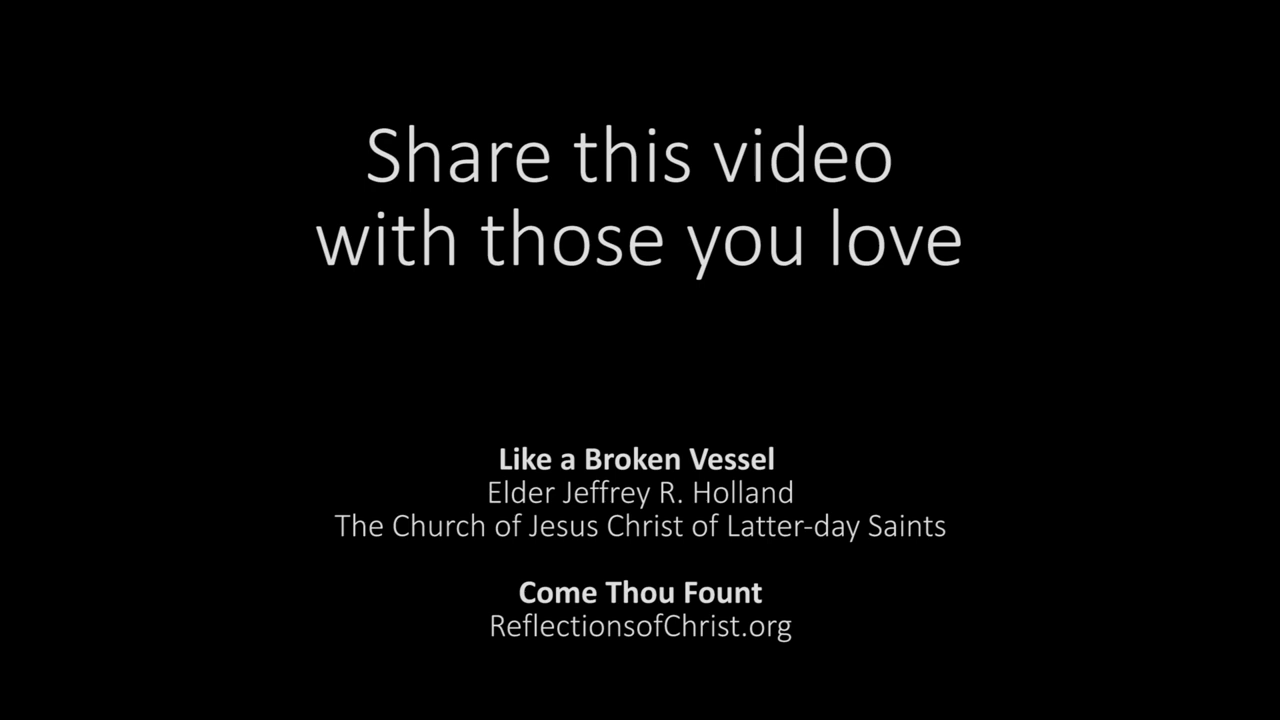 Share this video
with those you love
Like a Broken Vessel
Elder Jeffrey R. Holland
The Church of Jesus Christ of Latter-day Saints
Come Thou Fount
ReflectionsofChrist.org